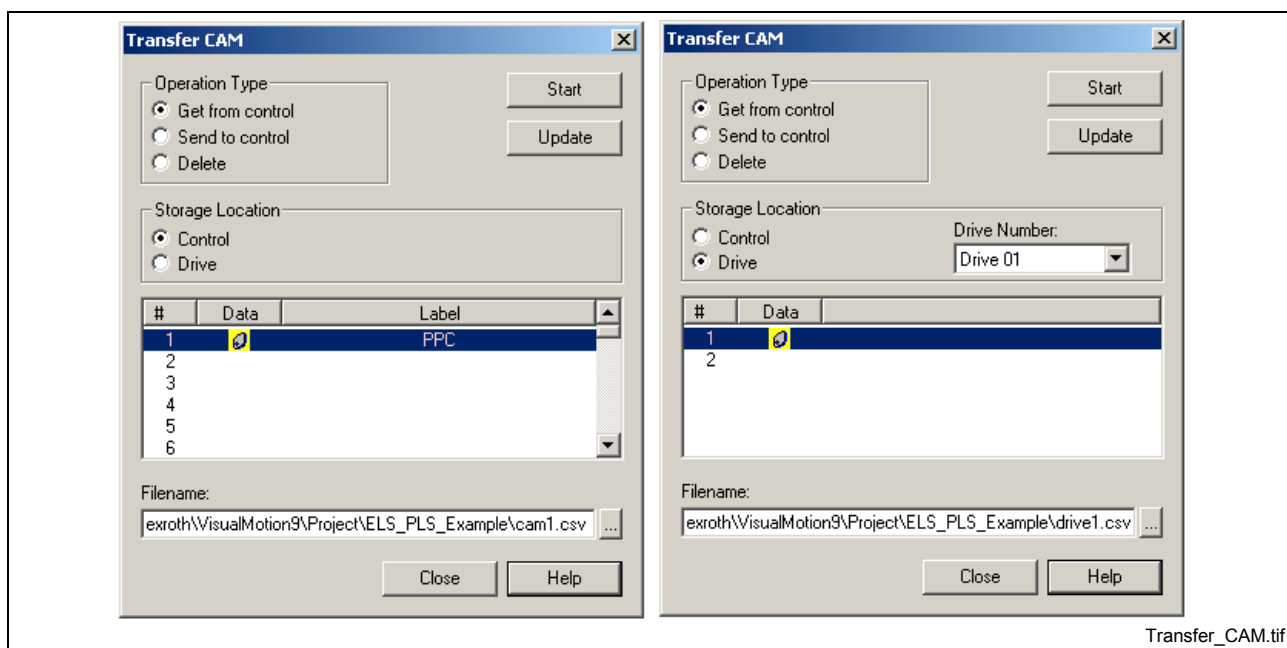 Transfer CAM
Operation Type
Get from control
Send to control
Delete
Start
Update
Storage Location
Control
Drive
# Data Label
1 PPC
2
3
4
5
6
Filename:
exroth\VisualMotion9\Project\ELS_PLS_Example\cam1.csv ...
Close Help
Transfer CAM
Operation Type
Get from control
Send to control
Delete
Start
Update
Storage Location
Control
Drive
Drive Number:
Drive 01
# Data
1
2
Filename:
exroth\VisualMotion9\Project\ELS_PLS_Example\drive1.csv ...
Close Help
Transfer_CAM.tif